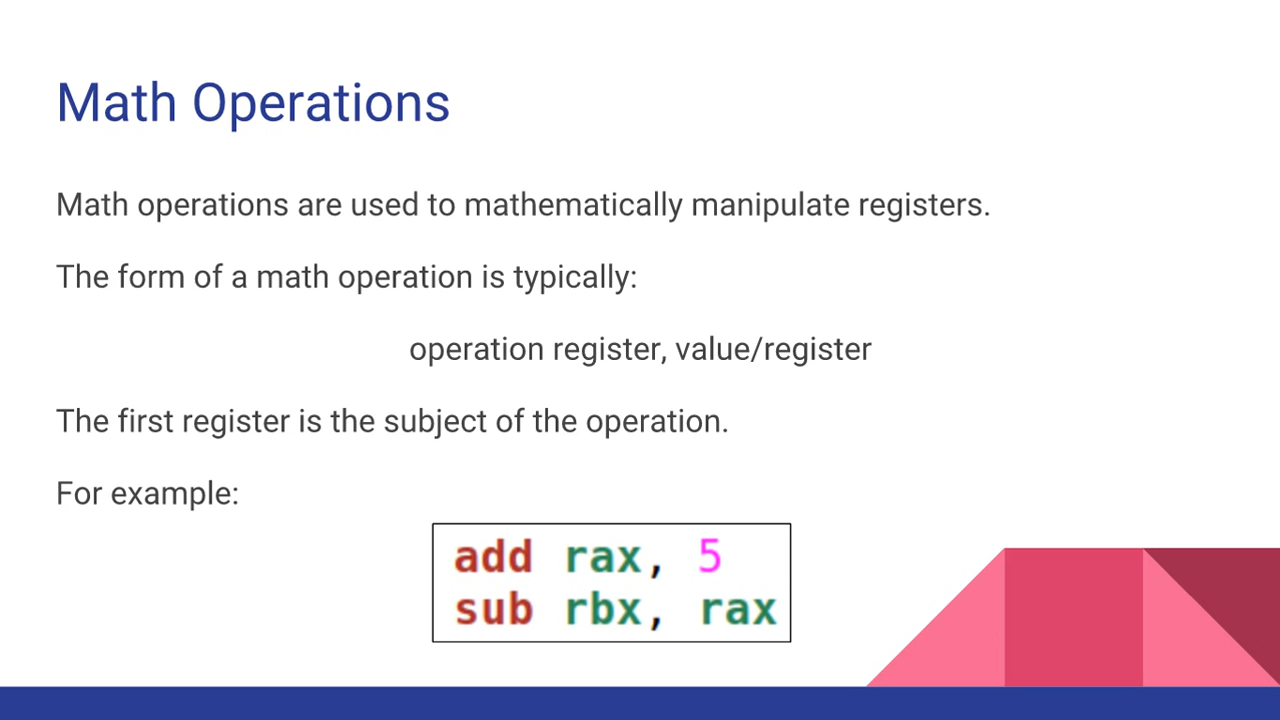 Math Operations
Math operations are used to mathematically manipulate registers.
The form of a math operation is typically:
operation register, value/register
The first register is the subject of the operation.
For example:
add rax, 5
sub rbx, rax